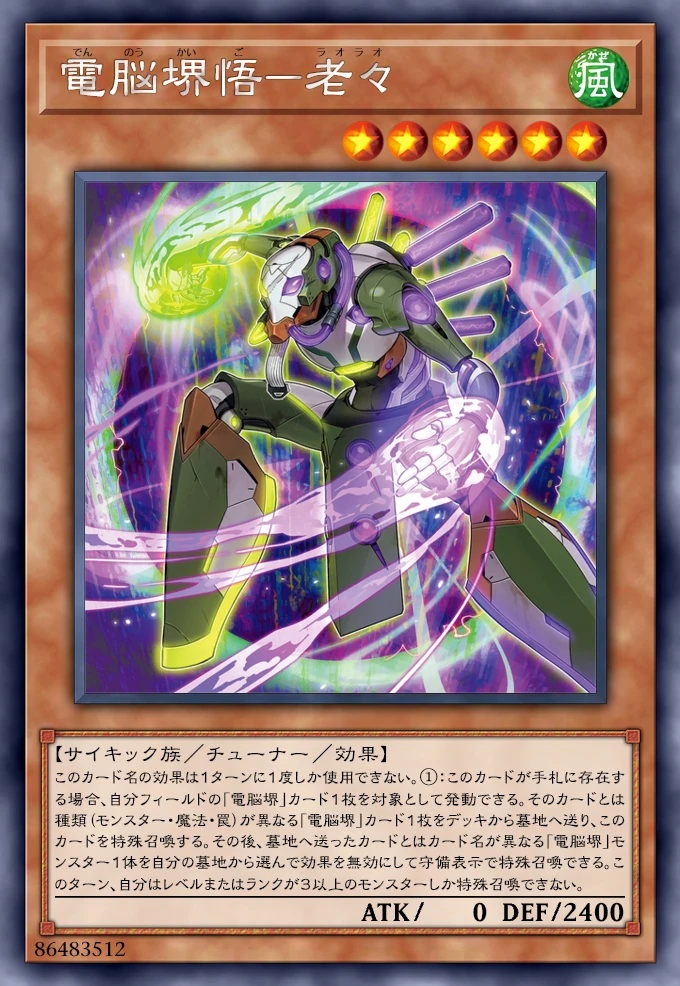 でん のう かい ご ラオラオ
電脳堺悟－老々
かぜ
風
【サイキック族／チューナー／効果】
このカード名の効果は１ターンに１度しか使用できない。①：このカードが手札に存在す
る場合、自分フィールドの「電脳堺」カード１枚を対象として発動できる。そのカードとは
種類（モンスター・魔法・罠）が異なる「電脳堺」カード１枚をデッキから墓地へ送り、この
カードを特殊召喚する。その後、墓地へ送ったカードとはカード名が異なる「電脳堺」モ
ンスター１体を自分の墓地から選んで効果を無効にして守備表示で特殊召喚できる。こ
のターン、自分はレベルまたはランクが３以上のモンスターしか特殊召喚できない。
ATK/ 0 DEF/2400
86483512